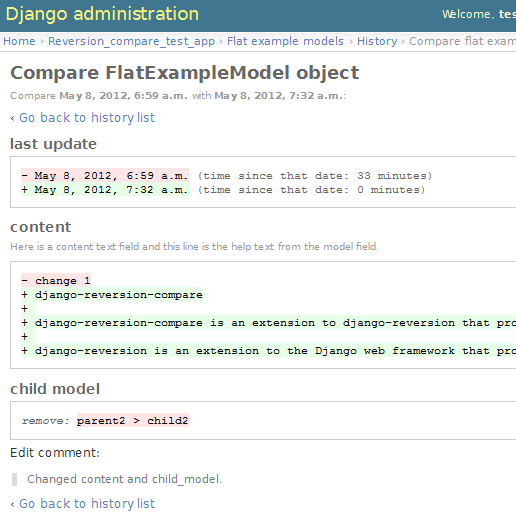 Django administration
Welcome, tes
Home › Reversion_compare_test_app › Flat example models › History › Compare flat exam
Compare FlatExampleModel object
Compare May 8, 2012, 6:59 a.m. with May 8, 2012, 7:32 a.m.:
‹ Go back to history list
last update
- May 8, 2012, 6:59 a.m. (time since that date: 33 minutes)
+ May 8, 2012, 7:32 a.m. (time since that date: 0 minutes)
content
Here is a content text field and this line is the help text from the model field.
- change 1
+ django-reversion-compare
+
+ django-reversion-compare is an extension to django-reversion that pro
+
+ django-reversion is an extension to the Django web framework that pro
child model
remove: parent2 > child2
Edit comment:
Changed content and child_model.
‹ Go back to history list